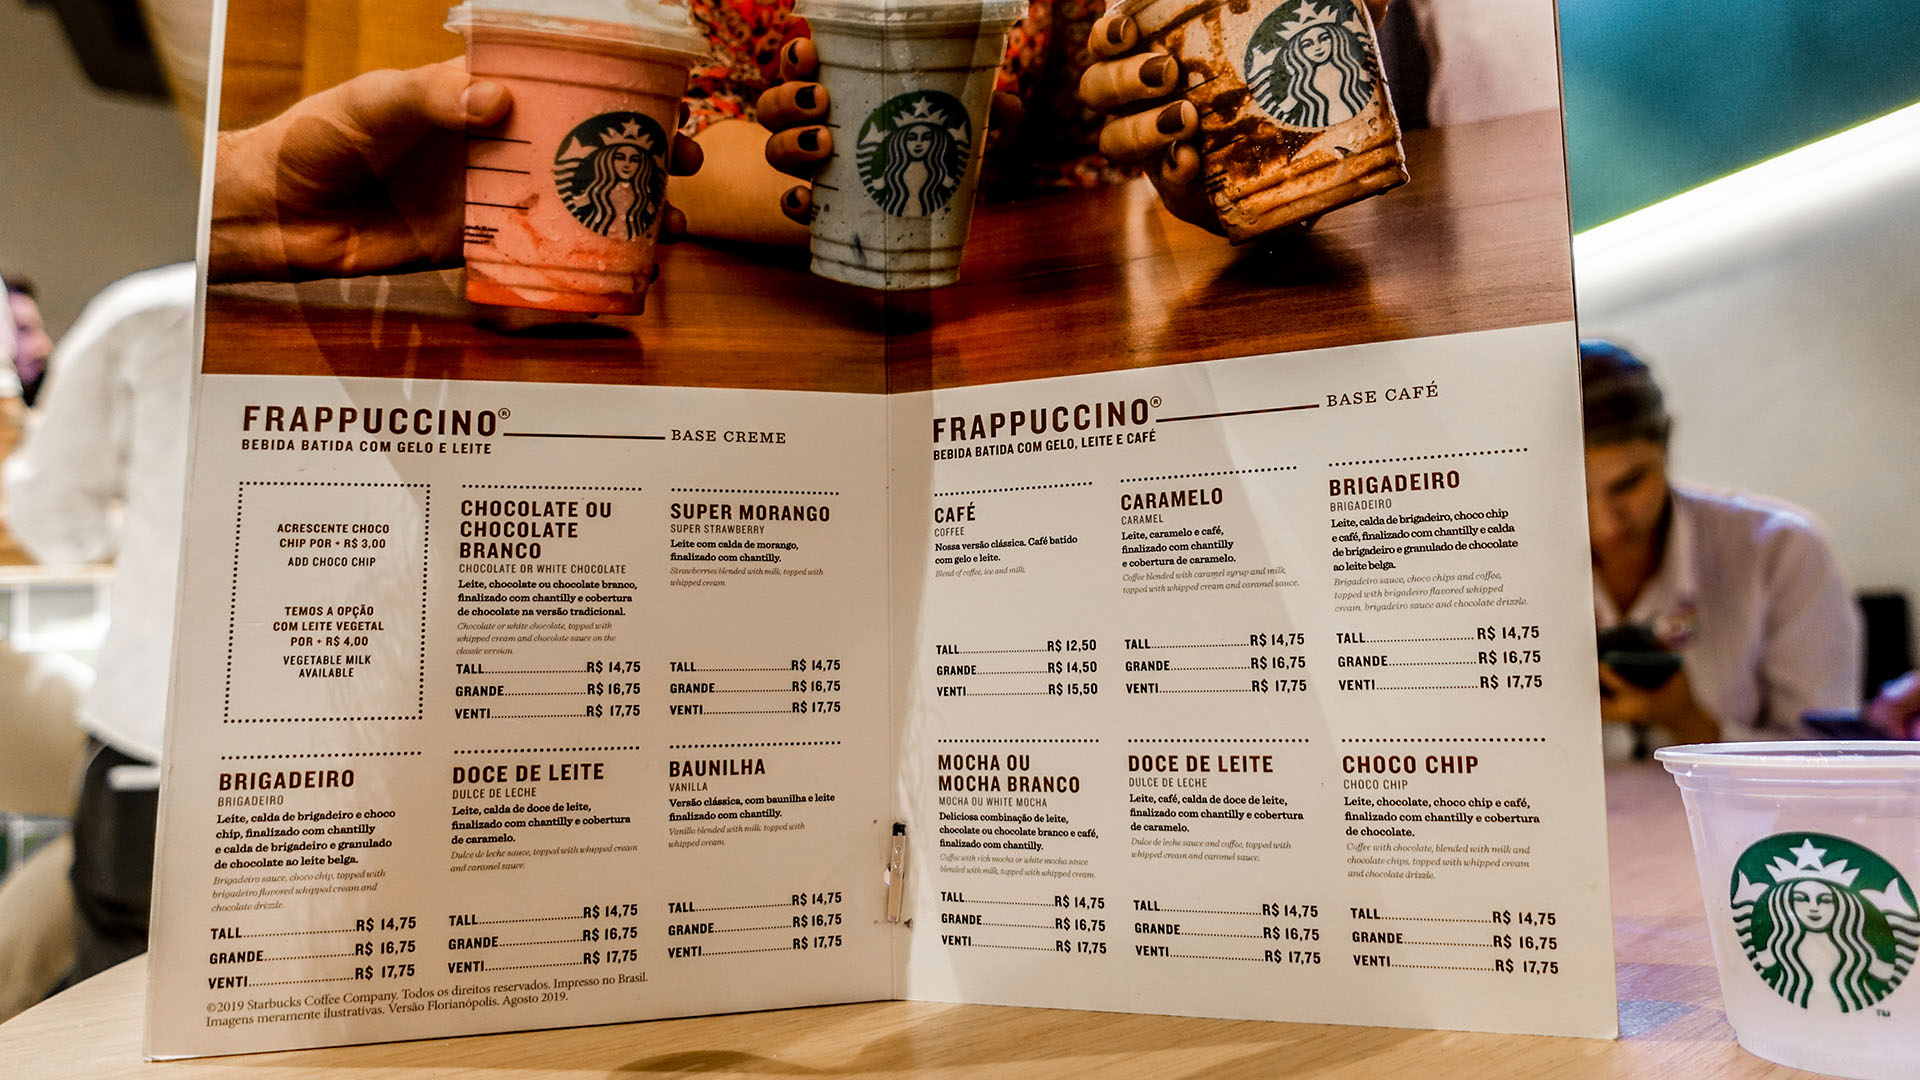 FRAPPUCCINO® BASE CREME
BEBIDA BATIDA COM GELO E LEITE
ACRESCENTE CHOCO
CHIP POR + R$ 3,00
ADD CHOCO CHIP
TEMOS A OPÇÃO
COM LEITE VEGETAL
POR + R$ 4,00
VEGETABLE MILK
AVAILABLE
CHOCOLATE OU
CHOCOLATE
BRANCO
CHOCOLATE OR WHITE CHOCOLATE
Leite, chocolate ou chocolate branco,
finalizado com chantilly e cobertura
de chocolate na versão tradicional.
Chocolate or white chocolate, topped with
whipped cream and chocolate sauce on the
classic version.
TALL R$ 14,75
GRANDE R$ 16,75
VENTI R$ 17,75
SUPER MORANGO
SUPER STRAWBERRY
Leite com calda de morango,
finalizado com chantilly.
Strawberries blended with milk, topped with
whipped cream.
TALL R$ 14,75
GRANDE R$ 16,75
VENTI R$ 17,75
BRIGADEIRO
BRIGADEIRO
Leite, calda de brigadeiro e choco
chip, finalizado com chantilly
e calda de brigadeiro e granulado
de chocolate ao leite belga.
Brigadeiro sauce, choco chip, topped with
brigadeiro flavored whipped cream and
chocolate drizzle.
TALL R$ 14,75
GRANDE R$ 16,75
VENTI R$ 17,75
DOCE DE LEITE
DULCE DE LECHE
Leite, calda de doce de leite,
finalizado com chantilly e cobertura
de caramelo.
Dulce de leche sauce, topped with whipped cream
and caramel sauce.
TALL R$ 14,75
GRANDE R$ 16,75
VENTI R$ 17,75
BAUNILHA
VANILLA
Versão clássica, com baunilha e leite
finalizado com chantilly.
Vanilla blended with milk, topped with
whipped cream.
TALL R$ 14,75
GRANDE R$ 16,75
VENTI R$ 17,75
©2019 Starbucks Coffee Company. Todos os direitos reservados. Impresso no Brasil.
Imagens meramente ilustrativas. Versão Florianópolis. Agosto 2019.
FRAPPUCCINO® BASE CAFÉ
BEBIDA BATIDA COM GELO, LEITE E CAFÉ
CAFÉ
COFFEE
Nossa versão clássica. Café batido
com gelo e leite.
Blend of coffee, ice and milk.
TALL R$ 12,50
GRANDE R$ 14,50
VENTI R$ 15,50
CARAMELO
CARAMEL
Leite, caramelo e café,
finalizado com chantilly
e cobertura de caramelo.
Coffee blended with caramel syrup and milk,
topped with whipped cream and caramel sauce.
TALL R$ 14,75
GRANDE R$ 16,75
VENTI R$ 17,75
BRIGADEIRO
BRIGADEIRO
Leite, calda de brigadeiro, choco chip
e café, finalizado com chantilly e calda
de brigadeiro e granulado de chocolate
ao leite belga.
Brigadeiro sauce, choco chips and coffee,
topped with brigadeiro flavored whipped
cream, brigadeiro sauce and chocolate drizzle.
TALL R$ 14,75
GRANDE R$ 16,75
VENTI R$ 17,75
MOCHA OU
MOCHA BRANCO
MOCHA OU WHITE MOCHA
Deliciosa combinação de leite,
chocolate ou chocolate branco e café,
finalizado com chantilly.
Coffee with rich mocha or white mocha sauce
blended with milk, topped with whipped cream.
TALL R$ 14,75
GRANDE R$ 16,75
VENTI R$ 17,75
DOCE DE LEITE
DULCE DE LECHE
Leite, café, calda de doce de leite,
finalizado com chantilly e cobertura
de caramelo.
Dulce de leche sauce and coffee, topped with
whipped cream and caramel sauce.
TALL R$ 14,75
GRANDE R$ 16,75
VENTI R$ 17,75
CHOCO CHIP
CHOCO CHIP
Leite, chocolate, choco chip e café,
finalizado com chantilly e cobertura
de chocolate.
Coffee with chocolate, blended with milk and
chocolate chips, topped with whipped cream
and chocolate drizzle.
TALL R$ 14,75
GRANDE R$ 16,75
VENTI R$ 17,75
TM